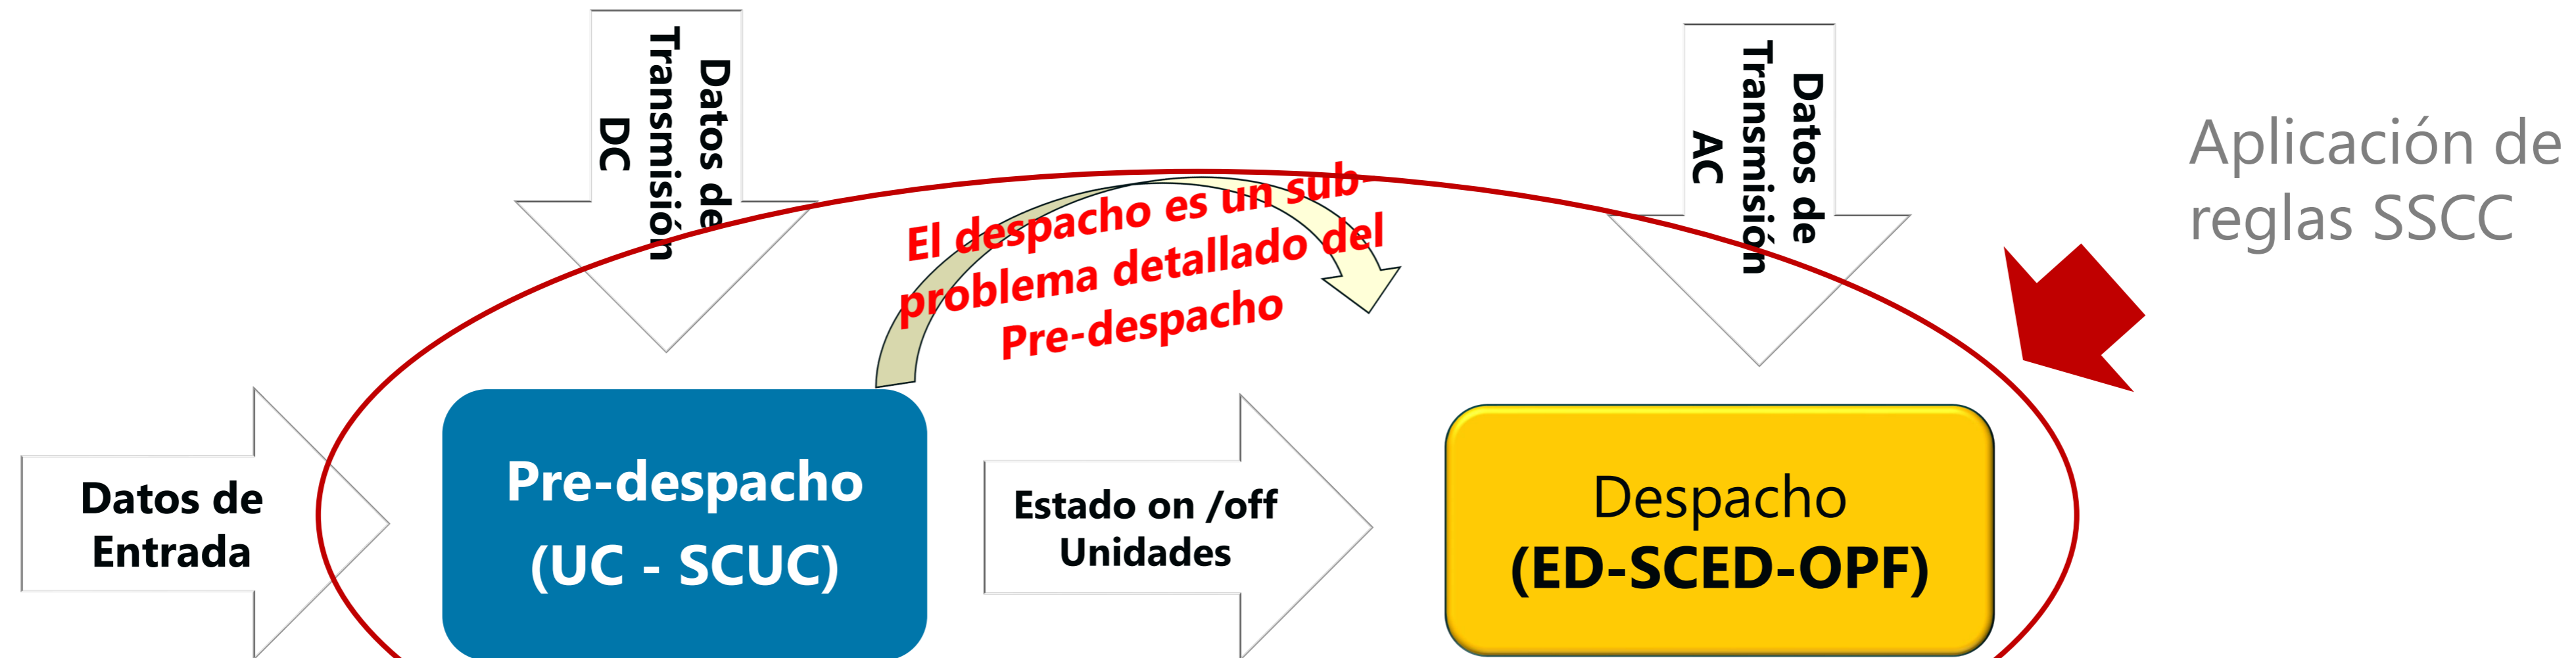 Datos de
Transmisión
DC
Datos de
Transmisión
AC
Aplicación de
reglas SSCC
El despacho es un sub-
problema detallado del
Pre-despacho
Datos de
Entrada
Pre-despacho
(UC - SCUC)
Estado on /off
Unidades
Despacho
(ED-SCED-OPF)